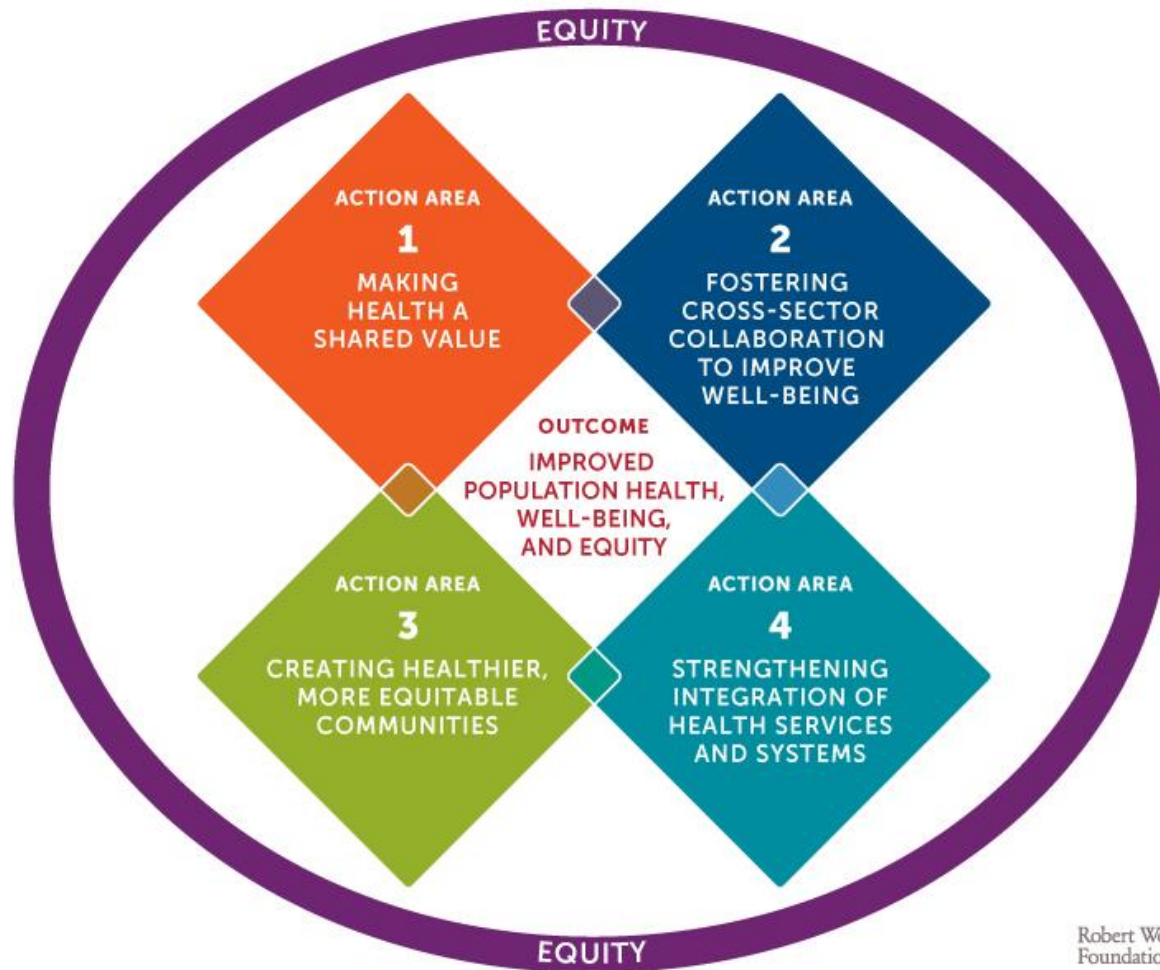 EQUITY
ACTION AREA
1
MAKING
HEALTH A
SHARED VALUE
ACTION AREA
2
FOSTERING
CROSS-SECTOR
COLLABORATION
TO IMPROVE
WELL-BEING
OUTCOME
IMPROVED
POPULATION HEALTH,
WELL-BEING,
AND EQUITY
ACTION AREA
3
CREATING HEALTHIER,
MORE EQUITABLE
COMMUNITIES
ACTION AREA
4
STRENGTHENING
INTEGRATION OF
HEALTH SERVICES
AND SYSTEMS
EQUITY
Robert
Foundation